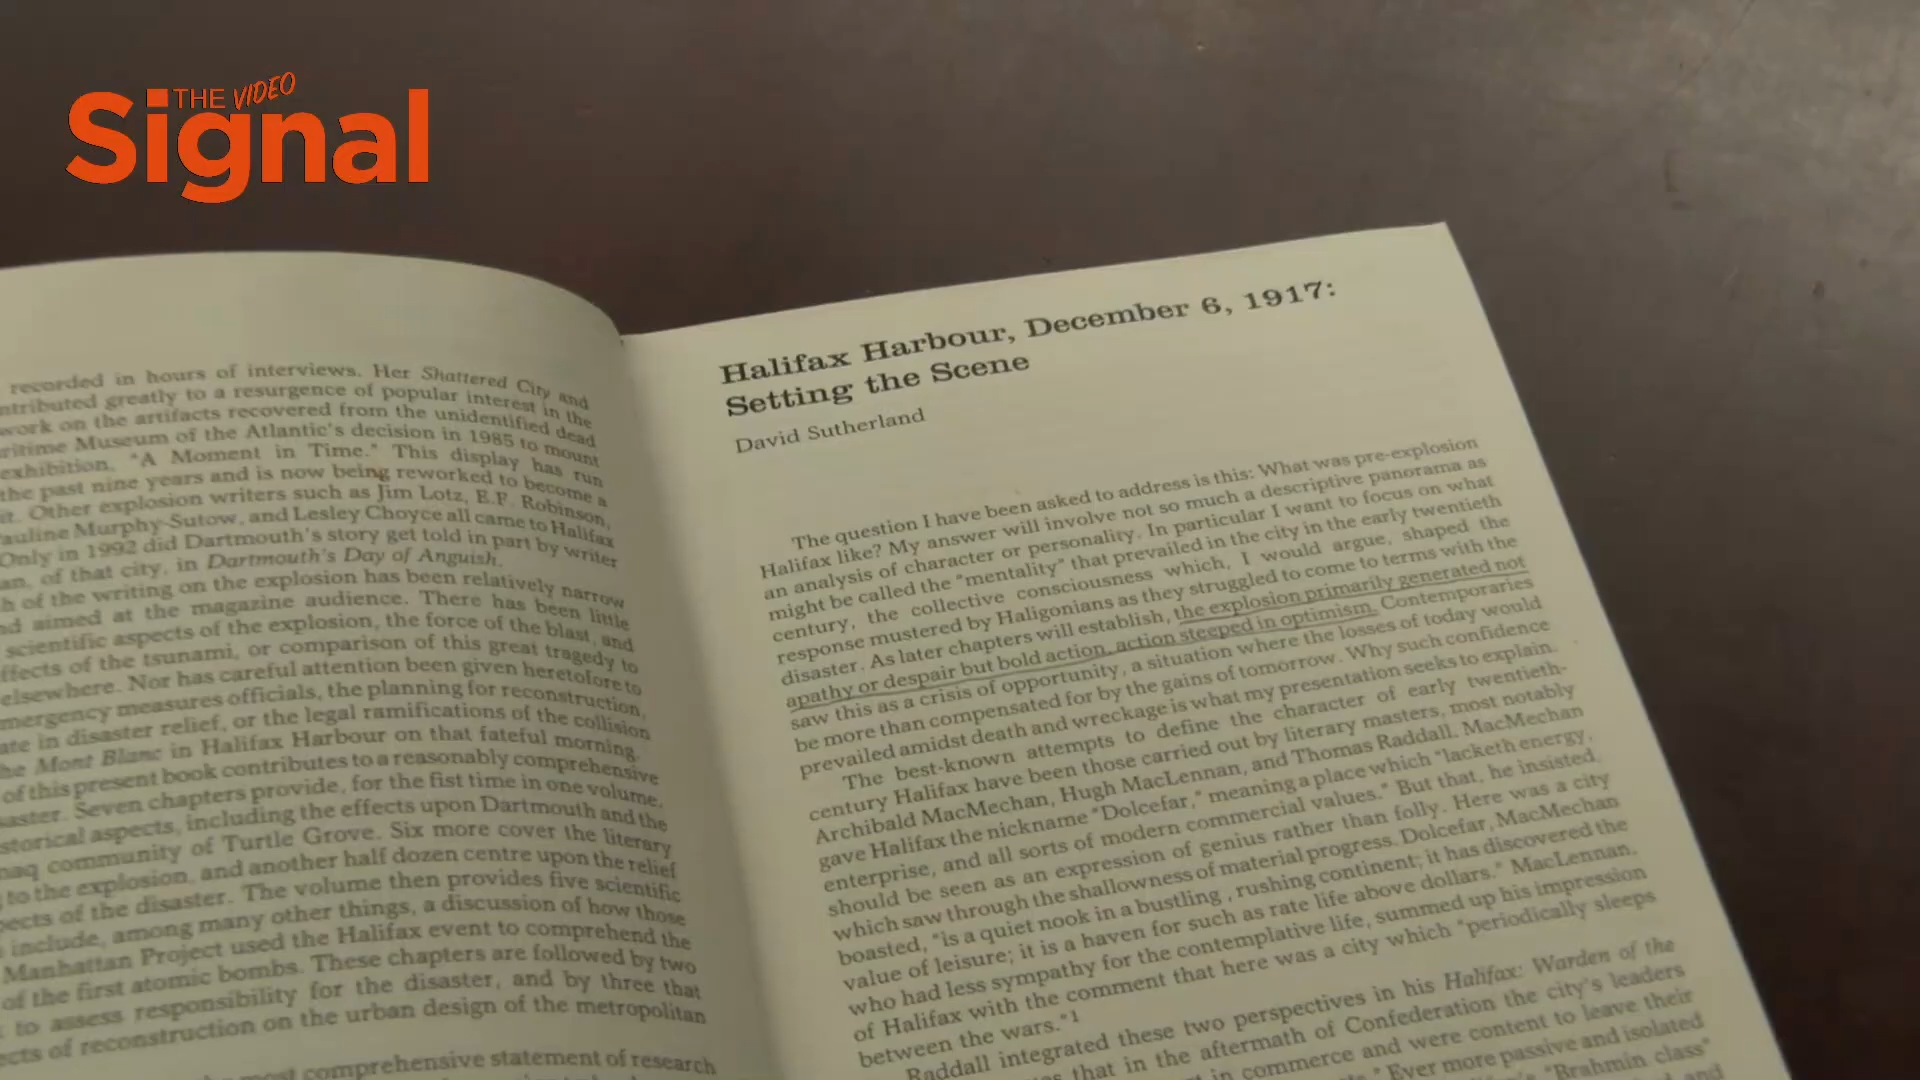 THE VIDEO
Signal
recorded in hours of interviews. Her Shattered City and
ntributed greatly to a resurgence of popular interest in the
work on the artifacts recovered from the unidentified dead
ritime Museum of the Atlantic's decision in 1985 to mount
exhibition, "A Moment in Time." This display has run
the past nine years and is now being reworked to become a
it. Other explosion writers such as Jim Lotz, E.F. Robinson,
auline Murphy-Sutow, and Lesley Choyce all came to Halifax
Only in 1992 did Dartmouth's story get told in part by writer
an, of that city, in Dartmouth's Day of Anguish.
h of the writing on the explosion has been relatively narrow
nd aimed at the magazine audience. There has been little
scientific aspects of the explosion, the force of the blast, and
ffects of the tsunami, or comparison of this great tragedy to
elsewhere. Nor has careful attention been given heretofore to
mergency measures officials, the planning for reconstruction,
ate in disaster relief, or the legal ramifications of the collision
he Mont Blanc in Halifax Harbour on that fateful morning.
of this present book contributes to a reasonably comprehensive
saster. Seven chapters provide, for the fist time in one volume,
storical aspects, including the effects upon Dartmouth and the
maq community of Turtle Grove. Six more cover the literary
to the explosion, and another half dozen centre upon the relief
pects of the disaster. The volume then provides five scientific
include, among many other things, a discussion of how those
Manhattan Project used the Halifax event to comprehend the
of the first atomic bombs. These chapters are followed by two
to assess responsibility for the disaster, and by three that
ects of reconstruction on the urban design of the metropolitan
most comprehensive statement of research
Halifax Harbour, December 6, 1917:
Setting the Scene
David Sutherland
The question I have been asked to address is this: What was pre-explosion
Halifax like? My answer will involve not so much a descriptive panorama as
an analysis of character or personality. In particular I want to focus on what
might be called the "mentality" that prevailed in the city in the early twentieth
century, the collective consciousness which, I would argue, shaped the
response mustered by Haligonians as they struggled to come to terms with the
disaster. As later chapters will establish, the explosion primarily generated not
apathy or despair but bold action, action steeped in optimism. Contemporaries
saw this as a crisis of opportunity, a situation where the losses of today would
be more than compensated for by the gains of tomorrow. Why such confidence
prevailed amidst death and wreckage is what my presentation seeks to explain.
The best-known attempts to define the character of early twentieth-
century Halifax have been those carried out by literary masters, most notably
Archibald MacMechan, Hugh MacLennan, and Thomas Raddall. MacMechan
gave Halifax the nickname "Dolcefar," meaning a place which "lacketh energy,
enterprise, and all sorts of modern commercial values." But that, he insisted,
should be seen as an expression of genius rather than folly. Here was a city
which saw through the shallowness of material progress. Dolcefar, MacMechan
boasted, "is a quiet nook in a bustling , rushing continent; it has discovered the
value of leisure; it is a haven for such as rate life above dollars." MacLennan,
who had less sympathy for the contemplative life, summed up his impression
of Halifax with the comment that here was a city which "periodically sleeps
between the wars."1
Raddall integrated these two perspectives in his Halifax: Warden of the
that in the aftermath of Confederation the city's leaders
in commerce and were content to leave their
Ever more passive and isolated
"Brahmin class"
and